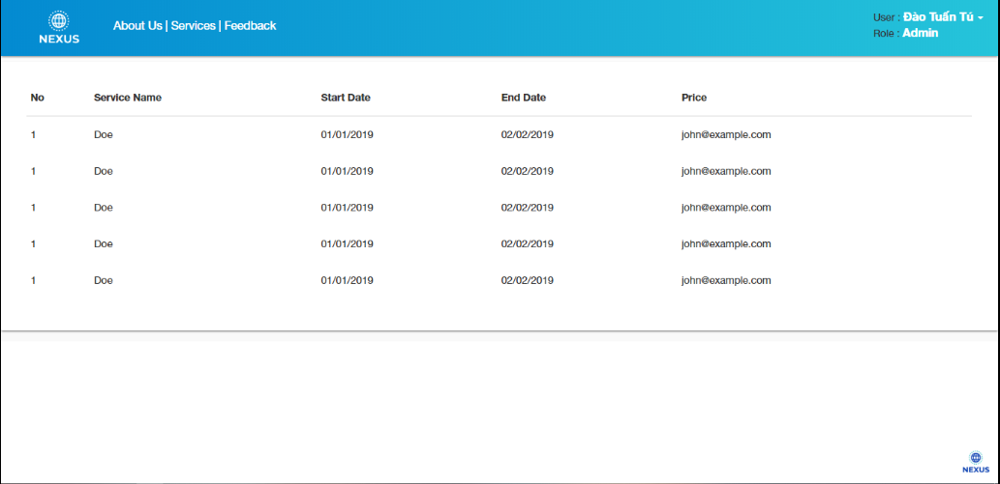 NEXUS
About Us | Services | Feedback
User : Đào Tuấn Tú
Role : Admin
No Service Name Start Date End Date Price
1 Doe 01/01/2019 02/02/2019 john@example.com
1 Doe 01/01/2019 02/02/2019 john@example.com
1 Doe 01/01/2019 02/02/2019 john@example.com
1 Doe 01/01/2019 02/02/2019 john@example.com
1 Doe 01/01/2019 02/02/2019 john@example.com
NEXUS